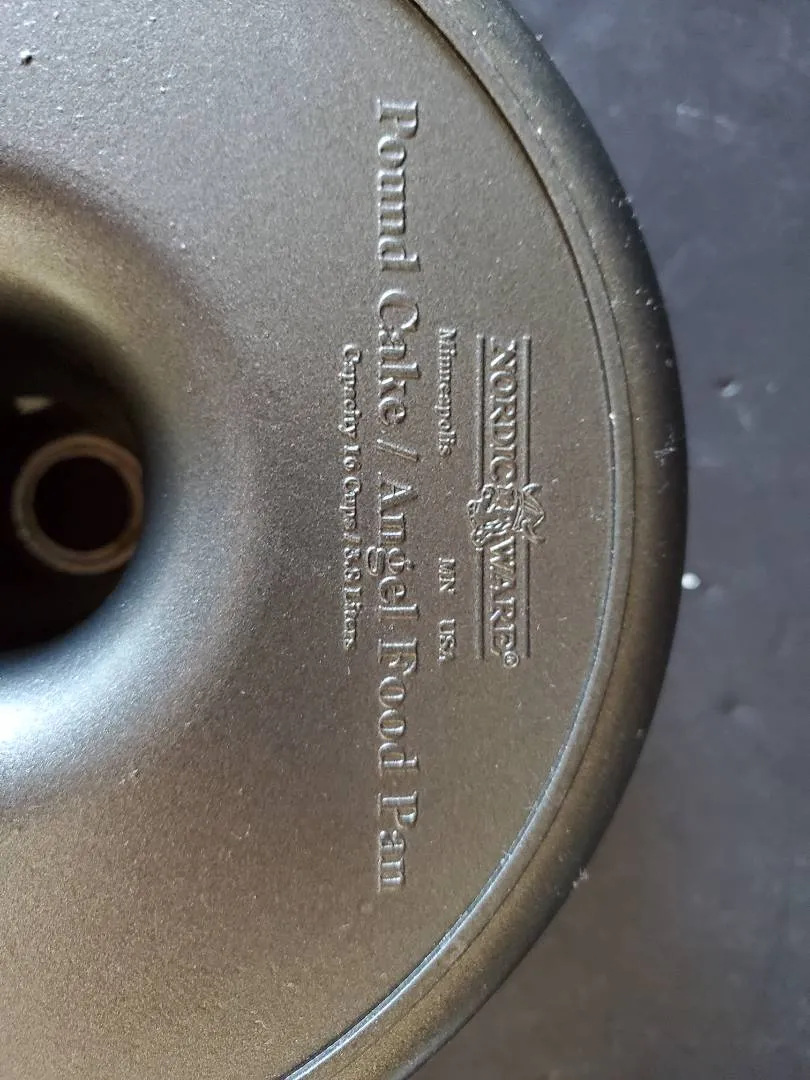 NORDIC WARE®
Minneapolis MN USA
Pound Cake / Angel Food Pan
Capacity 16 Cups / 3.8 Liters